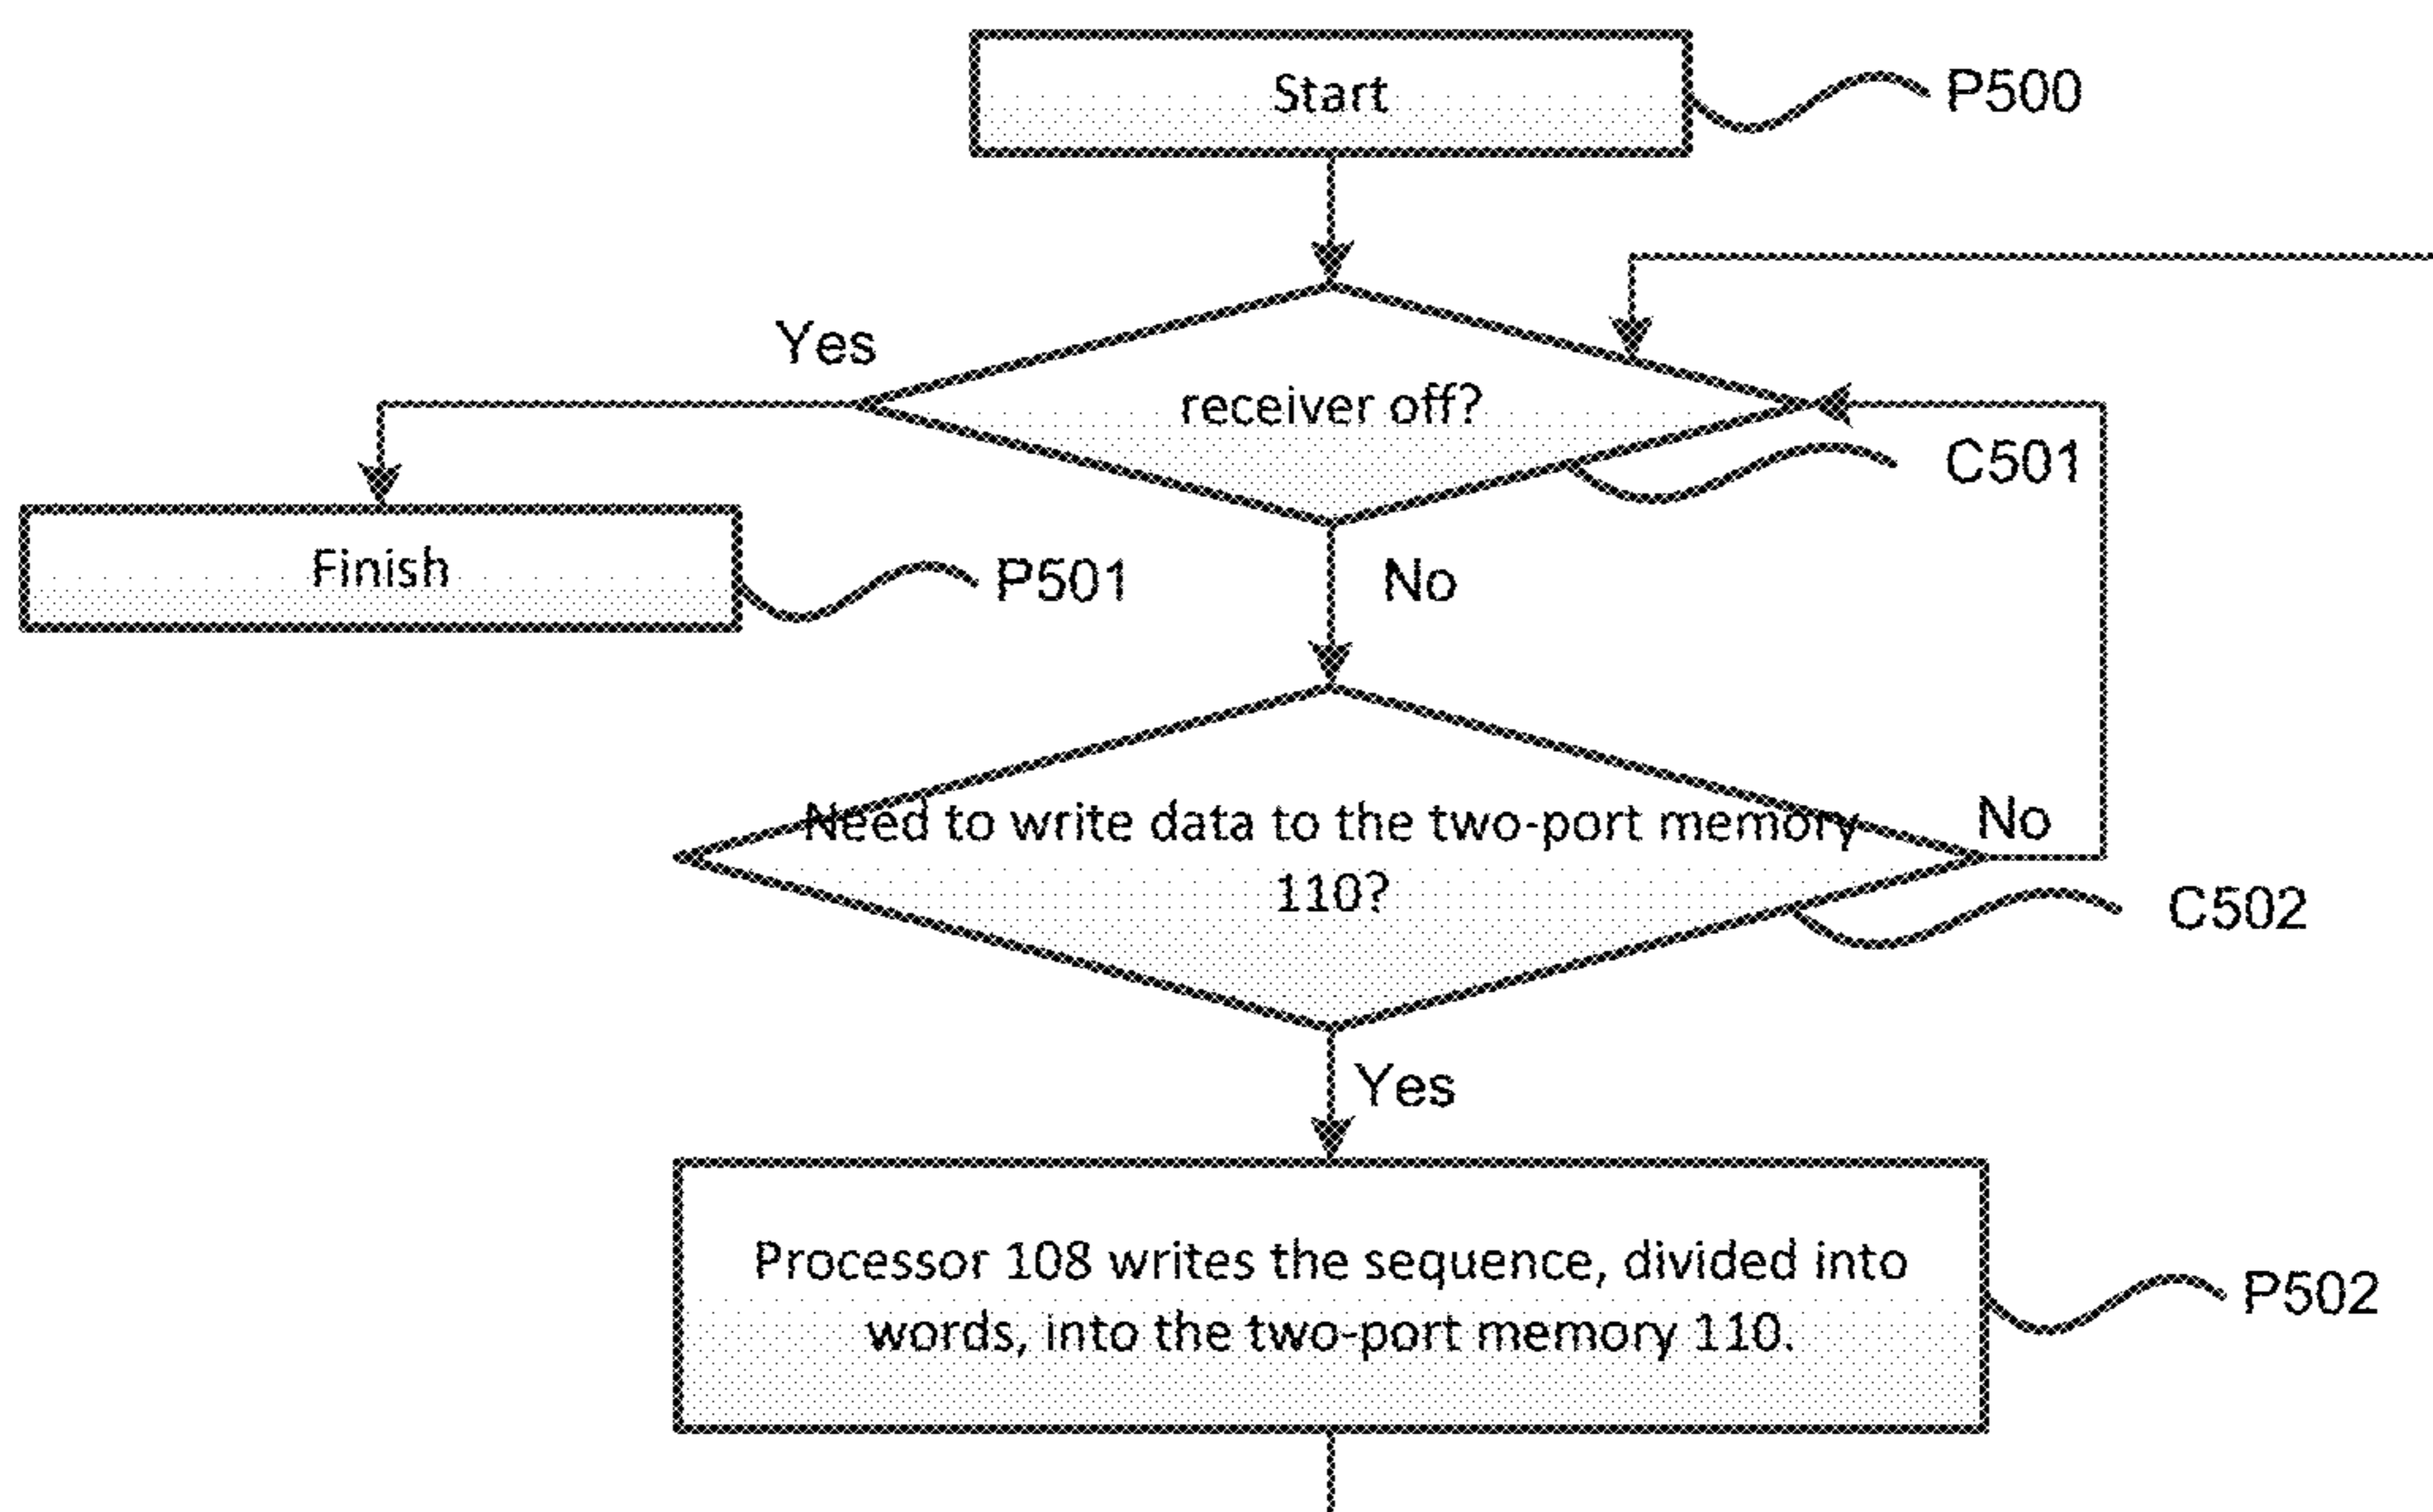 Start
P500
Yes
receiver off?
C501
Finish
P501
No
Need to write data to the two-port memory
110?
No
C502
Yes
Processor 108 writes the sequence, divided into
words, into the two-port memory 110.
P502